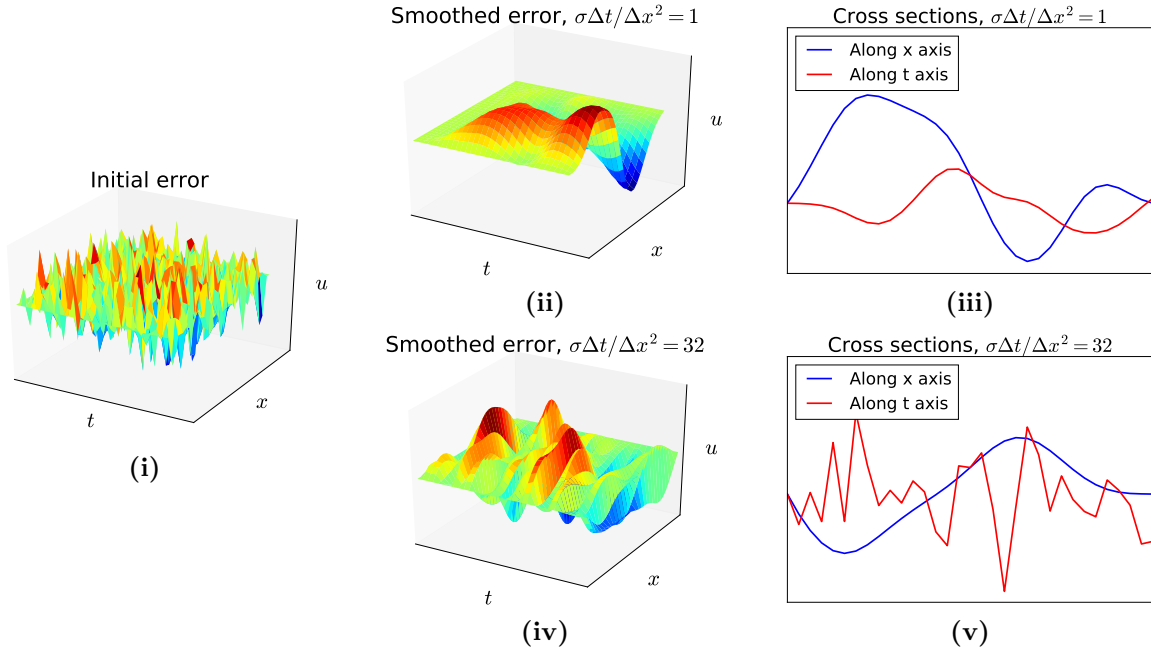 Initial error
u
x
t
(i)
Smoothed error, σΔt/Δx² = 1
u
x
t
(ii)
Cross sections, σΔt/Δx² = 1
Along x axis
Along t axis
(iii)
Smoothed error, σΔt/Δx² = 32
u
x
t
(iv)
Cross sections, σΔt/Δx² = 32
Along x axis
Along t axis
(v)